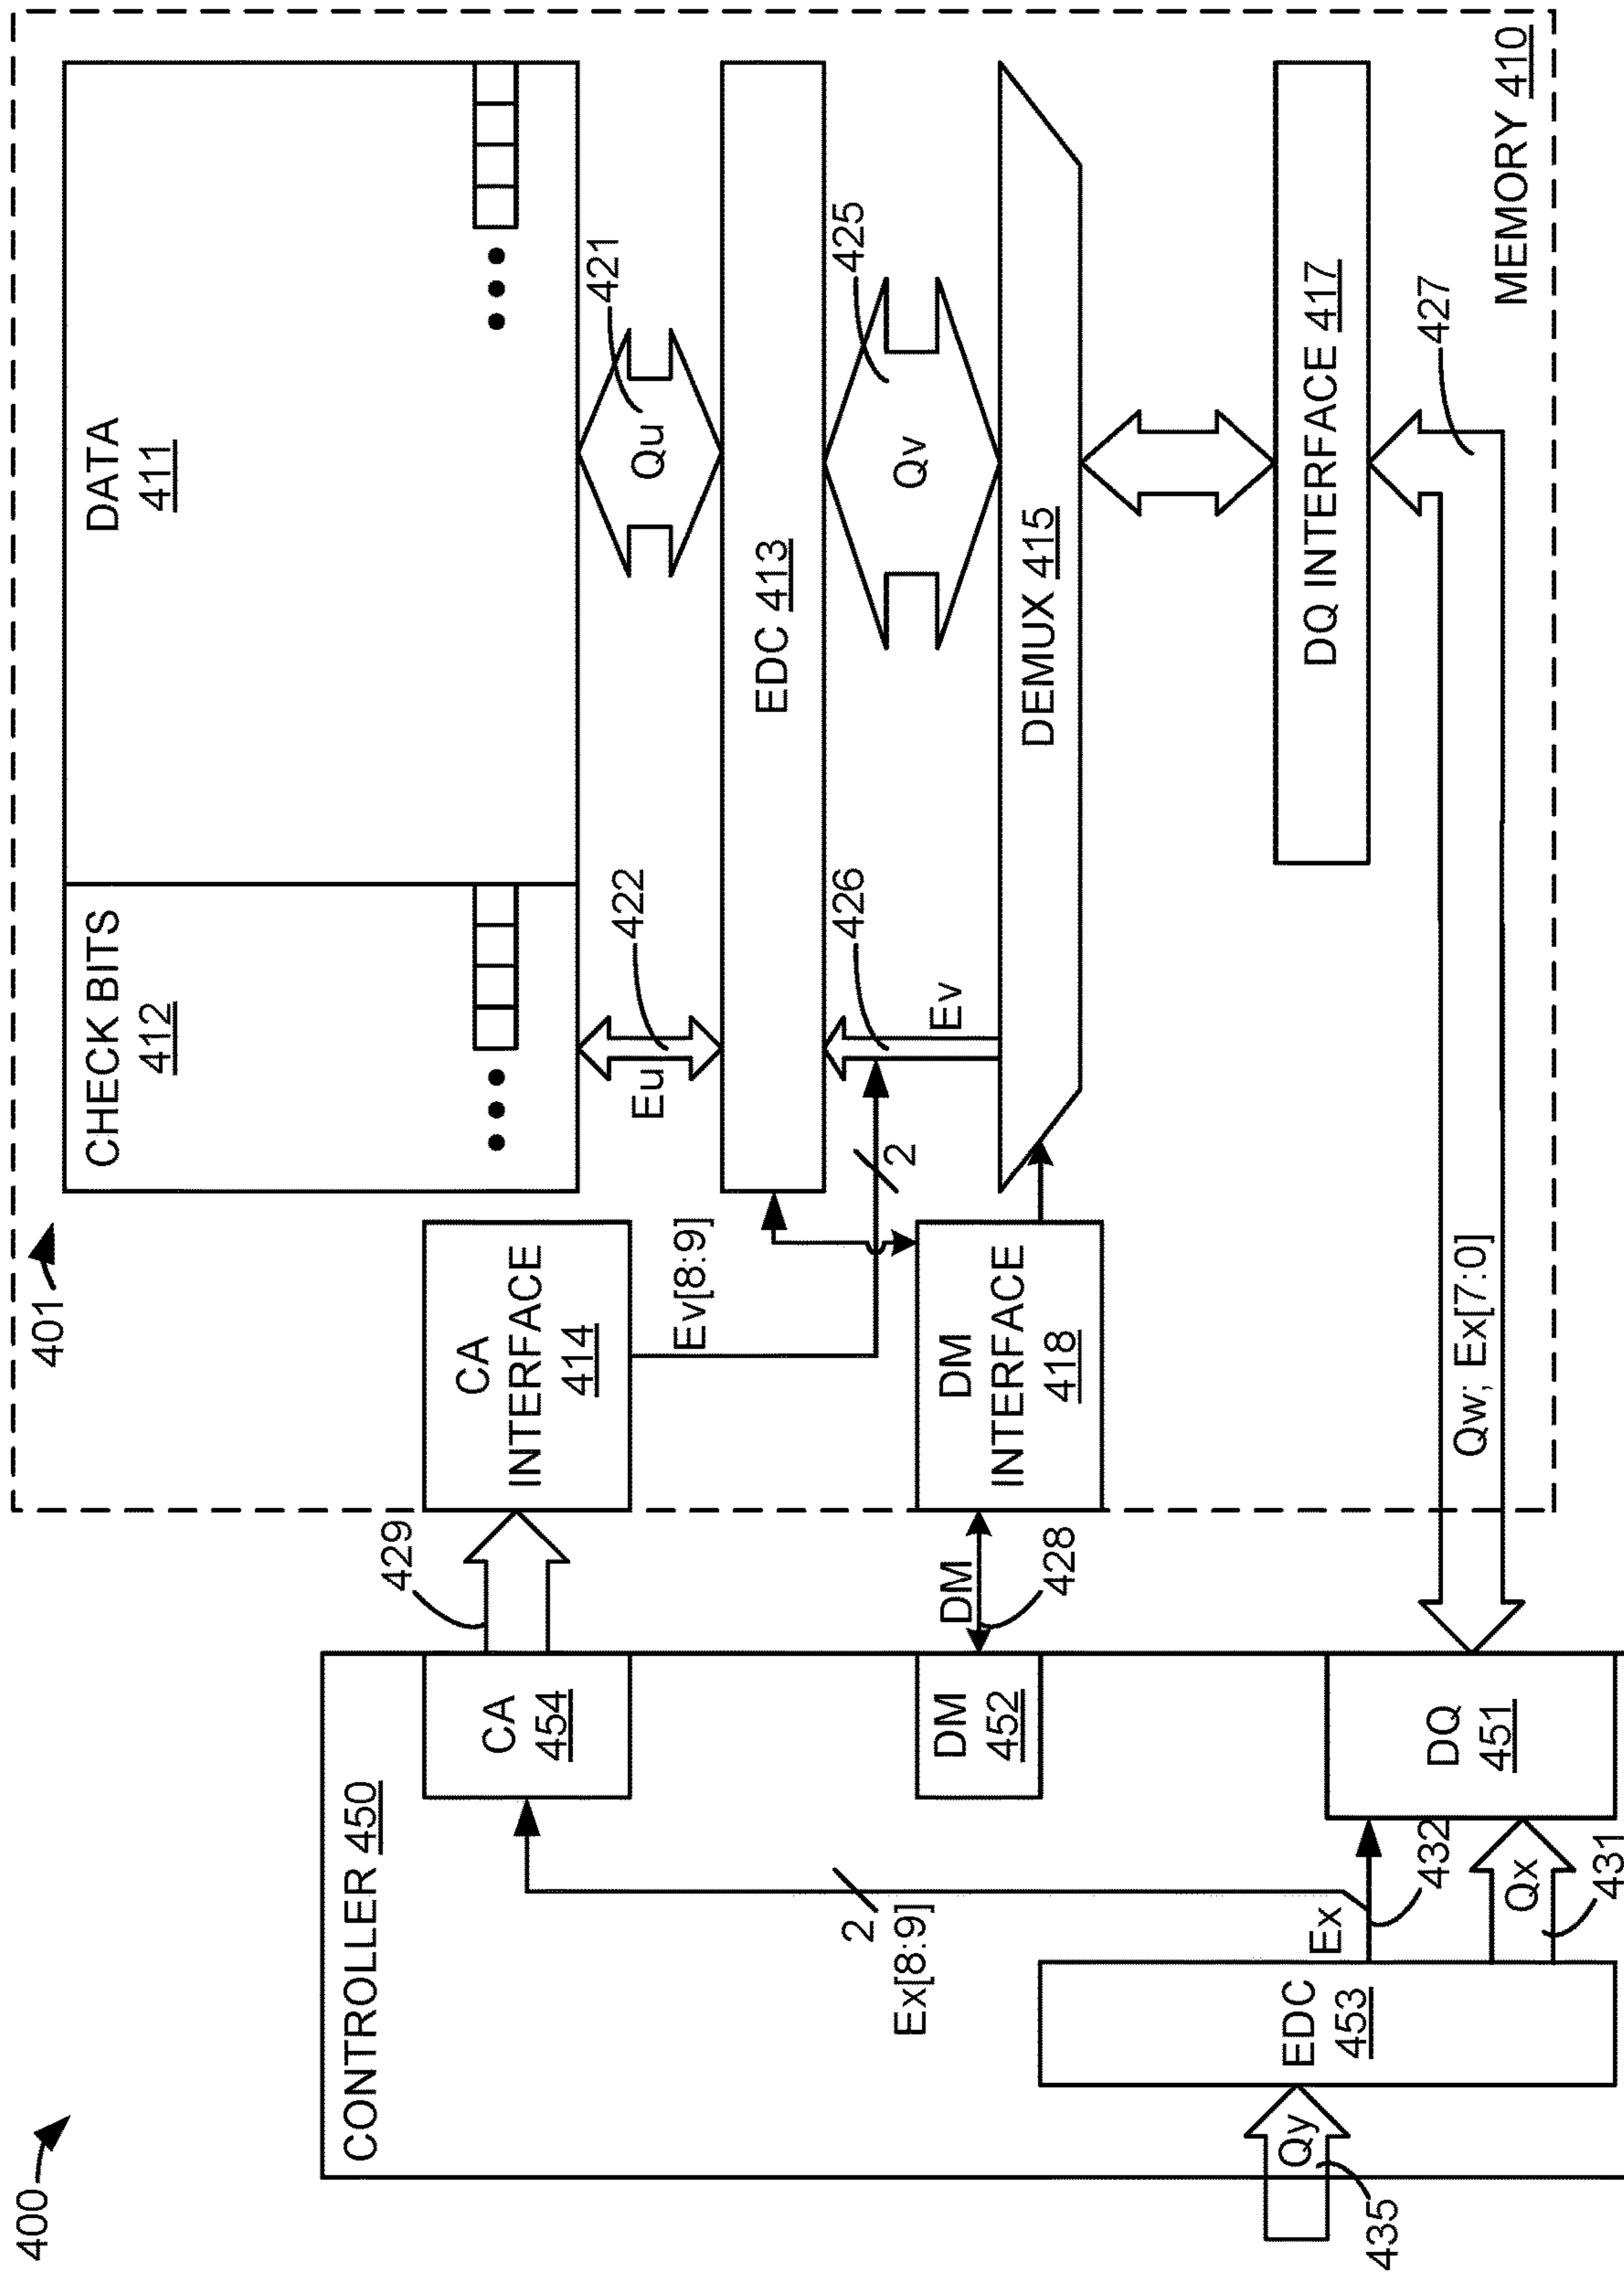 400
401
CHECK BITS
412
DATA
411
Eu
422
Qu
421
EDC 413
426
Ev
Qv
425
DEMUX 415
DQ INTERFACE 417
427
MEMORY 410
CA
INTERFACE
414
Ev[8:9]
2
DM
INTERFACE
418
Qw; Ex[7:0]
429
DM
428
CONTROLLER 450
CA
454
DM
452
DQ
451
2
Ex[8:9]
Ex
432
Qx
431
EDC
453
Qy
435